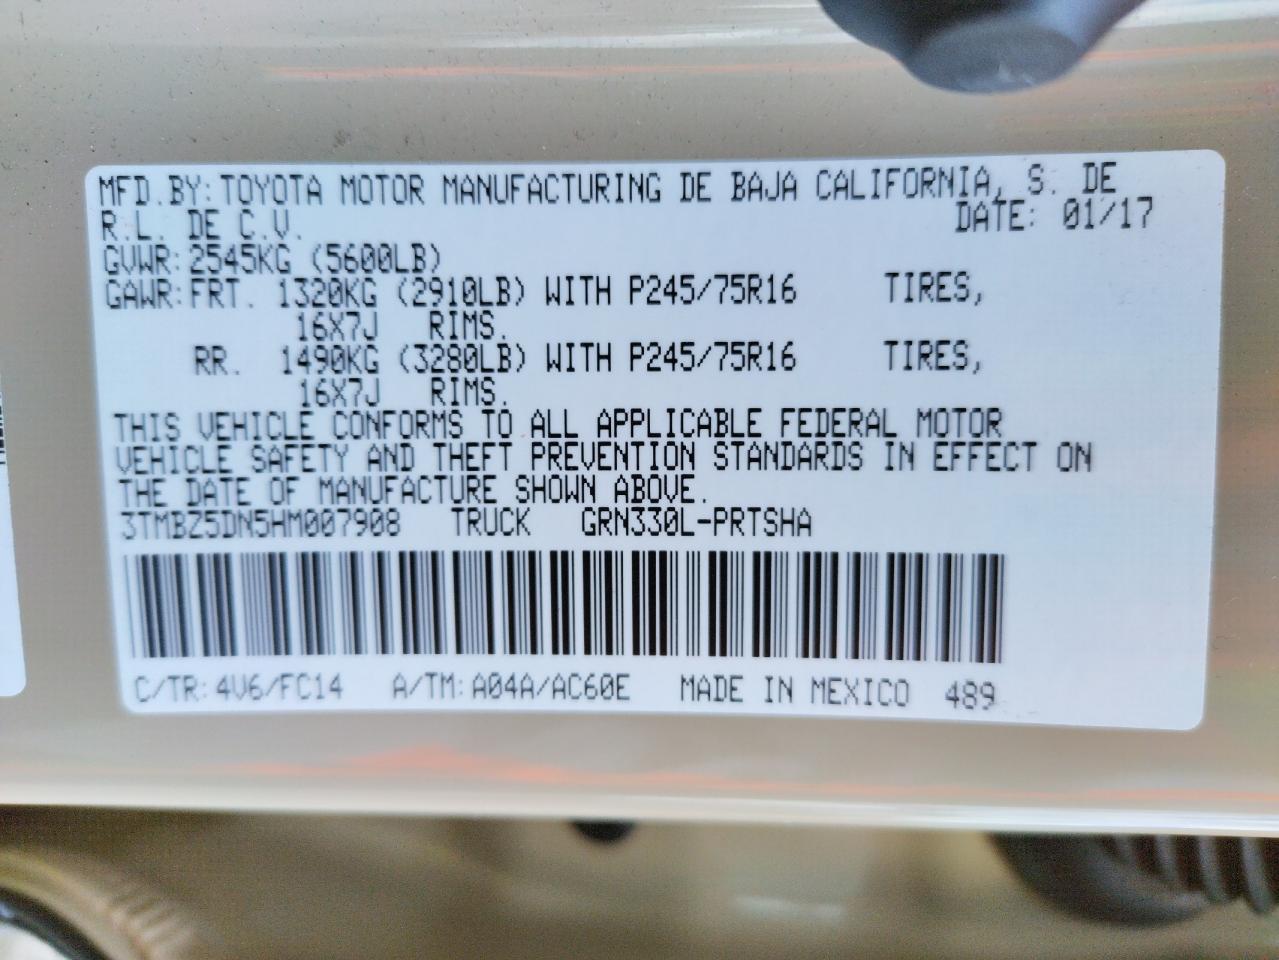 MFD.BY:TOYOTA MOTOR MANUFACTURING DE BAJA CALIFORNIA, S. DE
R.L. DE C.V. DATE: 01/17
GVWR:2545KG (5600LB)
GAWR:FRT. 1320KG (2910LB) WITH P245/75R16 TIRES,
16X7J RIMS.
RR. 1490KG (3280LB) WITH P245/75R16 TIRES,
16X7J RIMS.
THIS VEHICLE CONFORMS TO ALL APPLICABLE FEDERAL MOTOR
VEHICLE SAFETY AND THEFT PREVENTION STANDARDS IN EFFECT ON
THE DATE OF MANUFACTURE SHOWN ABOVE.
3TMBZ5DN5HM007908 TRUCK GRN330L-PRTSHA
C/TR:4V6/FC14 A/TM:A04A/AC60E MADE IN MEXICO 489